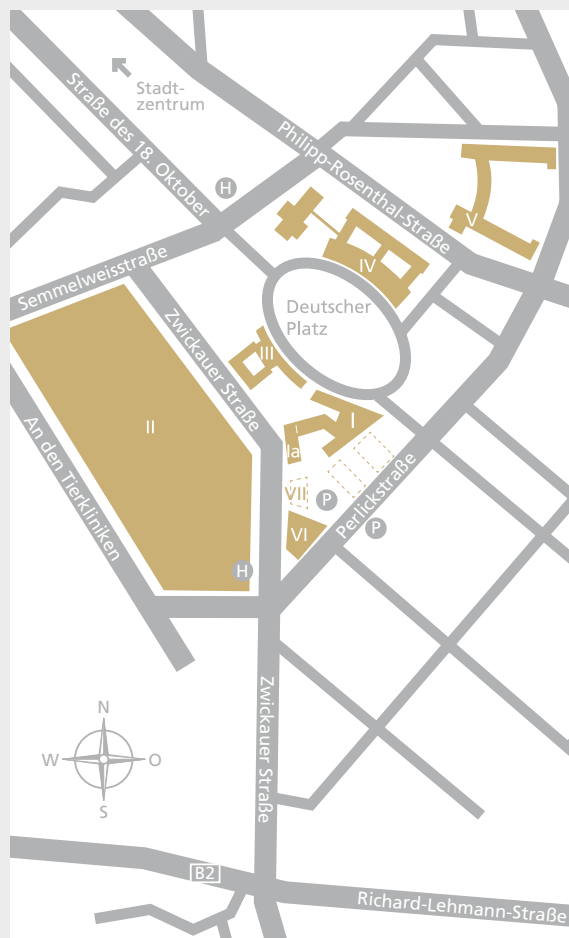 Stadt-
zentrum
Straße des 18. Oktober
Philipp-Rosenthal-Straße
H
V
IV
Semmelweisstraße
Deutscher
Platz
Zwickauer Straße
III
II
I
Ia
An den Tierkliniken
VII
P
Perlickstraße
P
VI
H
Zwickauer Straße
N
W
O
S
B2
Richard-Lehmann-Straße